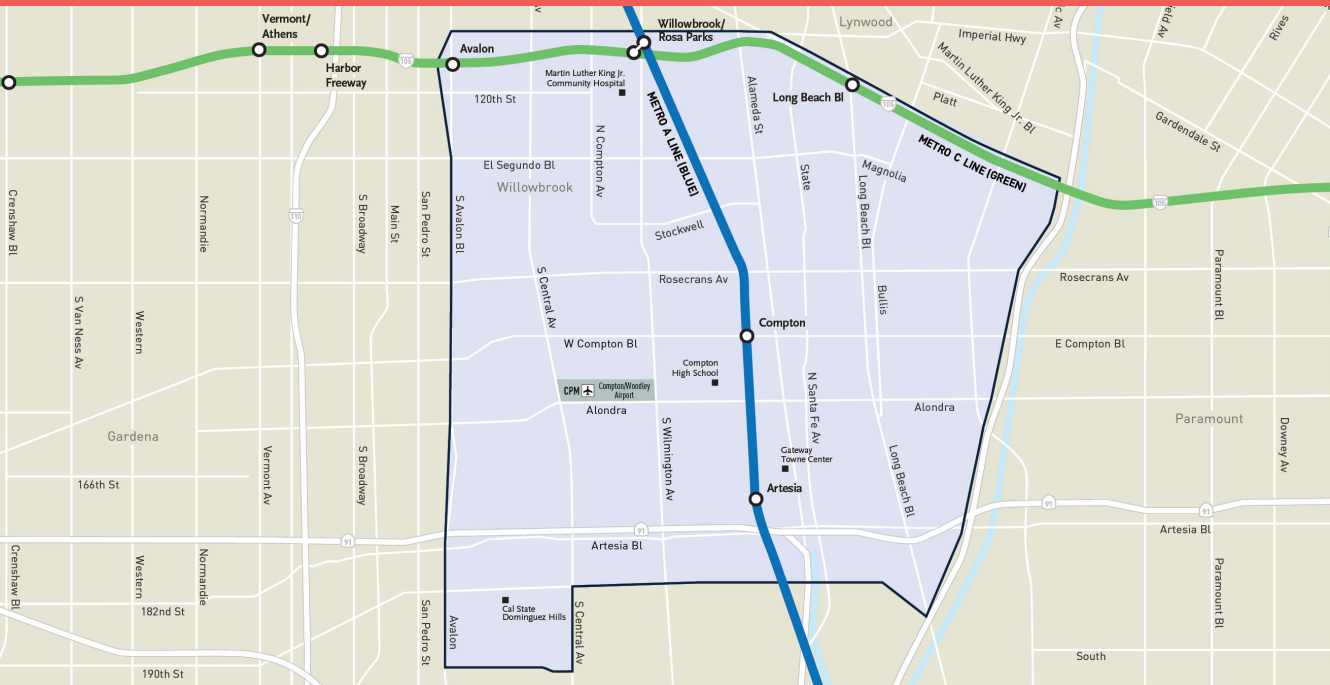 Vermont/
Athens
Harbor
Freeway
105
Avalon
Willowbrook/
Rosa Parks
Lynwood
Imperial Hwy
Rives
Martin Luther King Jr.
Community Hospital
120th St
METRO A LINE (BLUE)
N Compton Av
Alameda St
Long Beach Bl
105
Platt
Martin Luther King Jr. Bl
Gardendale St
METRO C LINE (GREEN)
El Segundo Bl
Willowbrook
State
Magnolia
Long Beach Bl
105
Crenshaw Bl
Normandie
110
S Broadway
Main St
San Pedro St
S Avalon Bl
Stockwell
Rosecrans Av
Rosecrans Av
Paramount Bl
S Van Ness Av
Western
S Central Av
Bullis
Compton
W Compton Bl
E Compton Bl
Compton
High School
CPM
Compton/Woodley
Airport
Alondra
N Santa Fe Av
Alondra
Paramount
Gardena
Downey Av
Vermont Av
S Broadway
S Wilmington Av
Gateway
Towne Center
Long Beach Bl
166th St
Artesia
91
91
91
91
Artesia Bl
Artesia Bl
Crenshaw Bl
Western
Normandie
182nd St
San Pedro St
Avalon
Cal State
Dominguez Hills
S Central Av
Paramount Bl
South
190th St